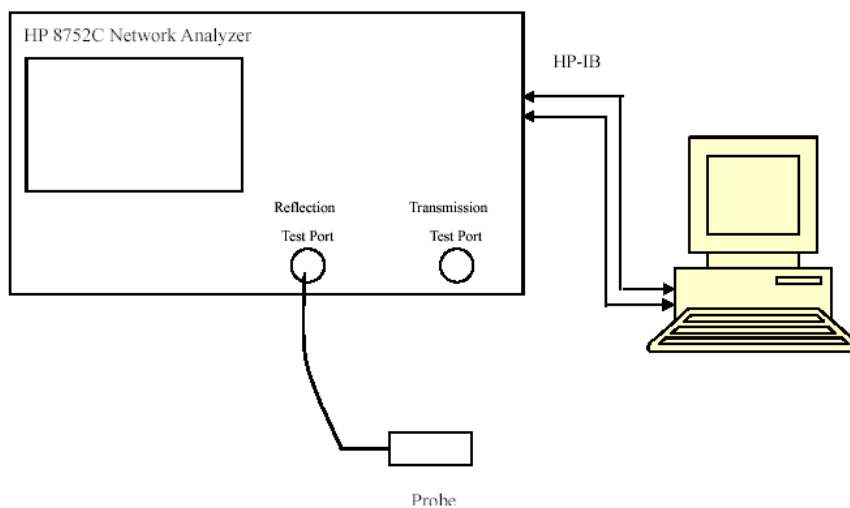 HP 8752C Network Analyzer
HP-IB
Reflection
Test Port
Transmission
Test Port
Probe